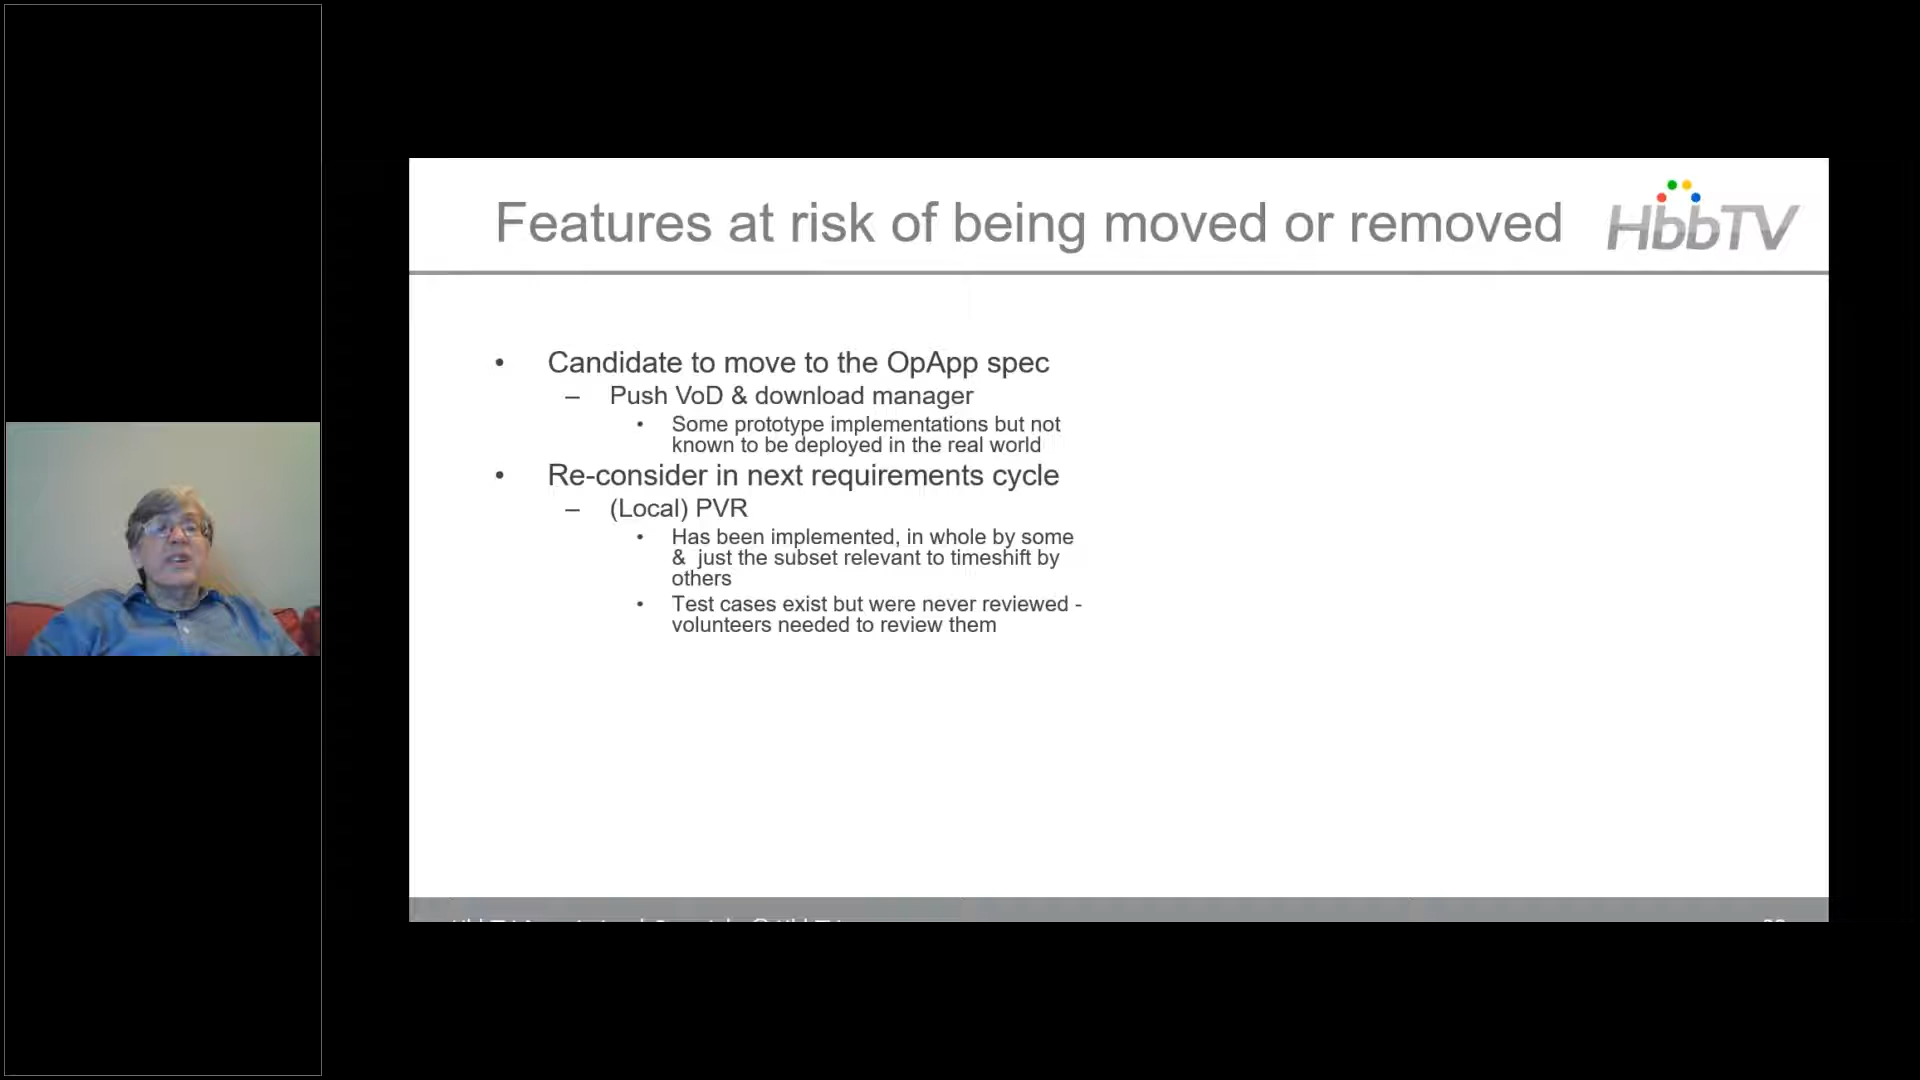 Features at risk of being moved or removed
HbbTV
• Candidate to move to the OpApp spec
– Push VoD & download manager
• Some prototype implementations but not
known to be deployed in the real world
• Re-consider in next requirements cycle
– (Local) PVR
• Has been implemented, in whole by some
& just the subset relevant to timeshift by
others
• Test cases exist but were never reviewed -
volunteers needed to review them